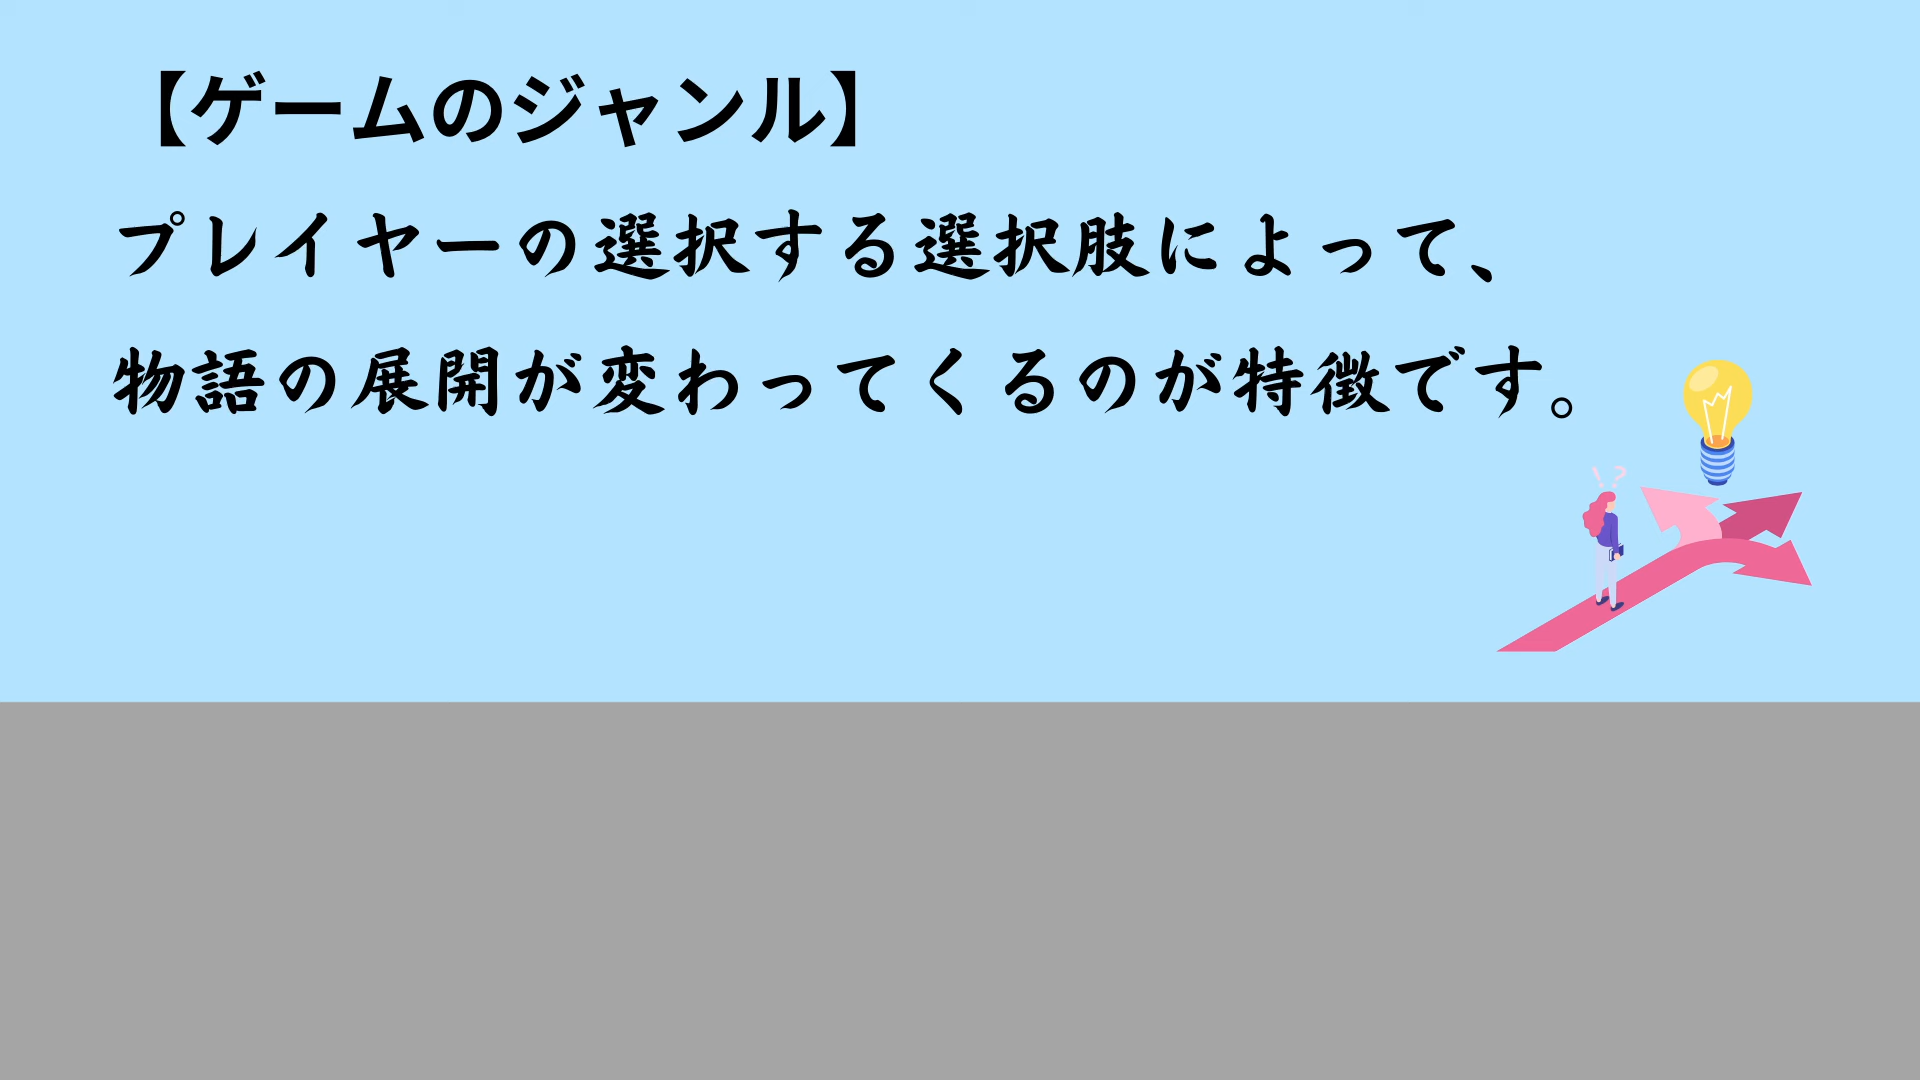 【ゲームのジャンル】
プレイヤーの選択する選択肢によって、
物語の展開が変わってくるのが特徴です。
! ?